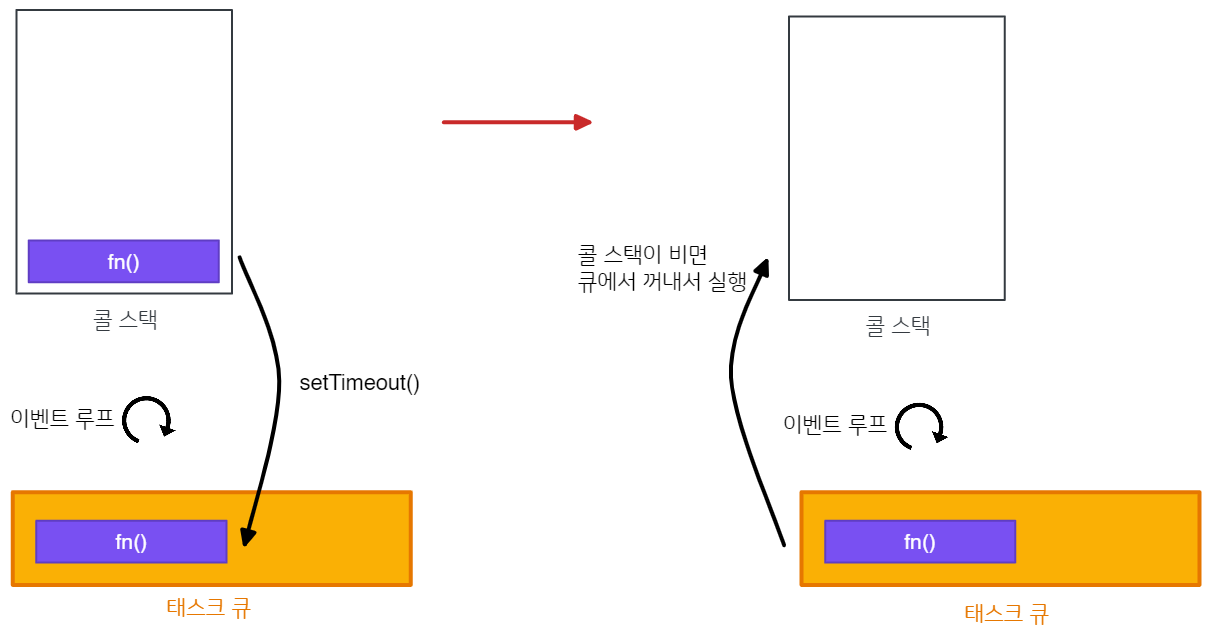 fn()
콜 스택
setTimeout()
이벤트 루프
fn()
태스크 큐
콜 스택이 비면
큐에서 꺼내서 실행
콜 스택
이벤트 루프
fn()
태스크 큐